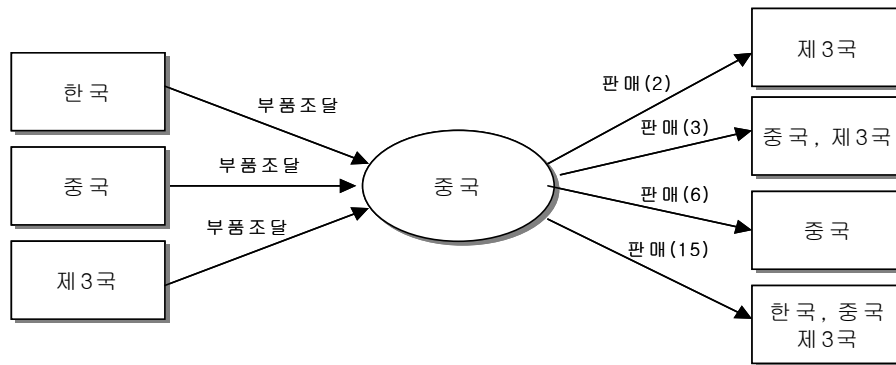 한국
중국
제3국
부품조달
부품조달
부품조달
중국
판매(2)
판매(3)
판매(6)
판매(15)
제3국
중국, 제3국
중국
한국, 중국
제3국